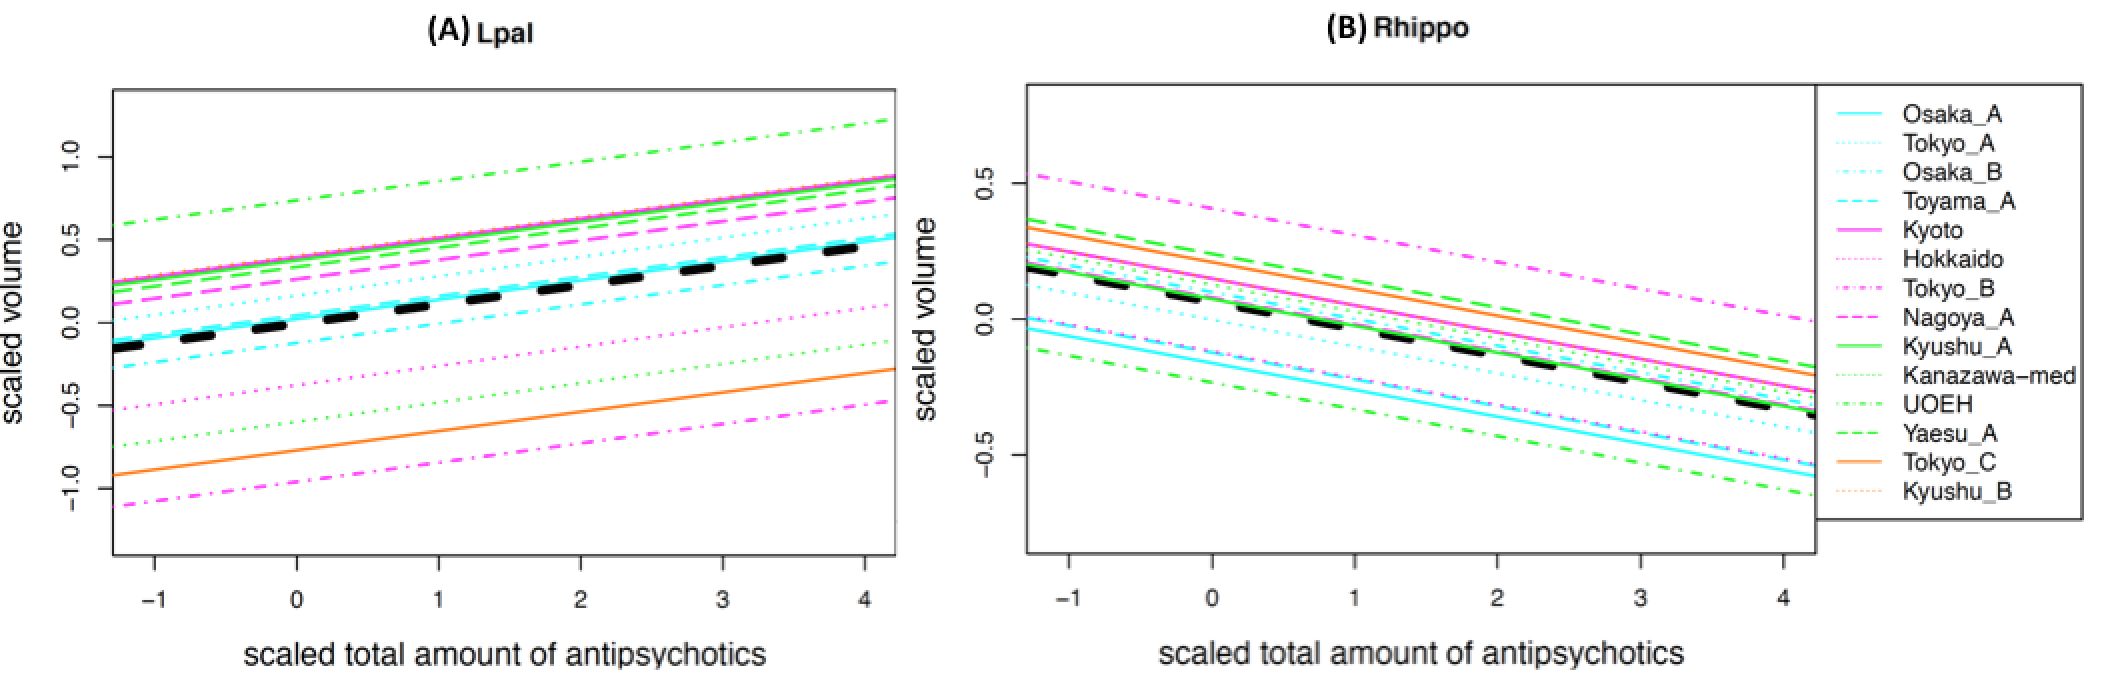 (A) Lpal
scaled volume
1.0
0.5
0.0
−0.5
−1.0
−1 0 1 2 3 4
scaled total amount of antipsychotics
(B) Rhippo
scaled volume
0.5
0.0
−0.5
−1 0 1 2 3 4
scaled total amount of antipsychotics
Osaka_A
Tokyo_A
Osaka_B
Toyama_A
Kyoto
Hokkaido
Tokyo_B
Nagoya_A
Kyushu_A
Kanazawa−med
UOEH
Yaesu_A
Tokyo_C
Kyushu_B